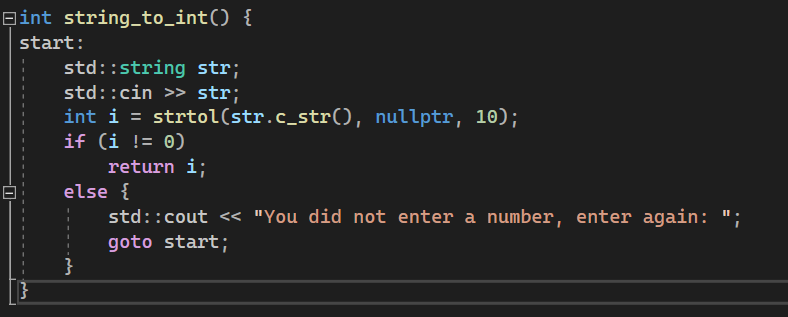 int string_to_int() {
start:
    std::string str;
    std::cin >> str;
    int i = strtol(str.c_str(), nullptr, 10);
    if (i != 0)
        return i;
    else {
        std::cout << "You did not enter a number, enter again: ";
        goto start;
    }
}